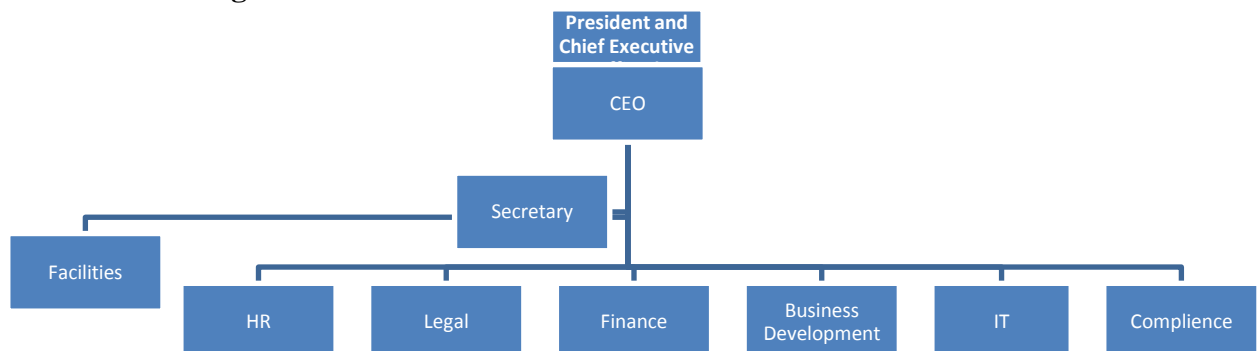 President and
Chief Executive
CEO
Secretary
Facilities
HR
Legal
Finance
Business
Development
IT
Complience